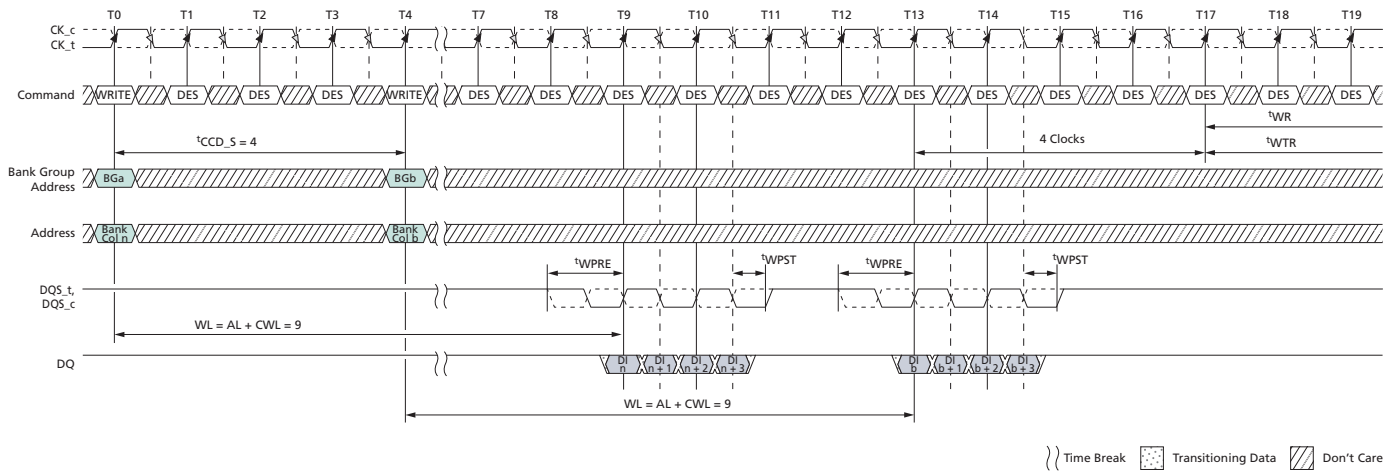 T0 T1 T2 T3 T4 T7 T8 T9 T10 T11 T12 T13 T14 T15 T16 T17 T18 T19
CK_c
CK_t
Command WRITE DES DES DES WRITE DES DES DES DES DES DES DES DES DES DES DES DES DES
tWR
tCCD_S = 4 4 Clocks tWTR
Bank Group
Address BGa BGb
Address Bank
Col n Bank
Col b
tWPRE tWPST tWPRE tWPST
DQS_t,
DQS_c
WL = AL + CWL = 9
DQ DI
n DI
n + 1 DI
n + 2 DI
n + 3 DI
b DI
b + 1 DI
b + 2 DI
b + 3
WL = AL + CWL = 9
Time Break Transitioning Data Don't Care